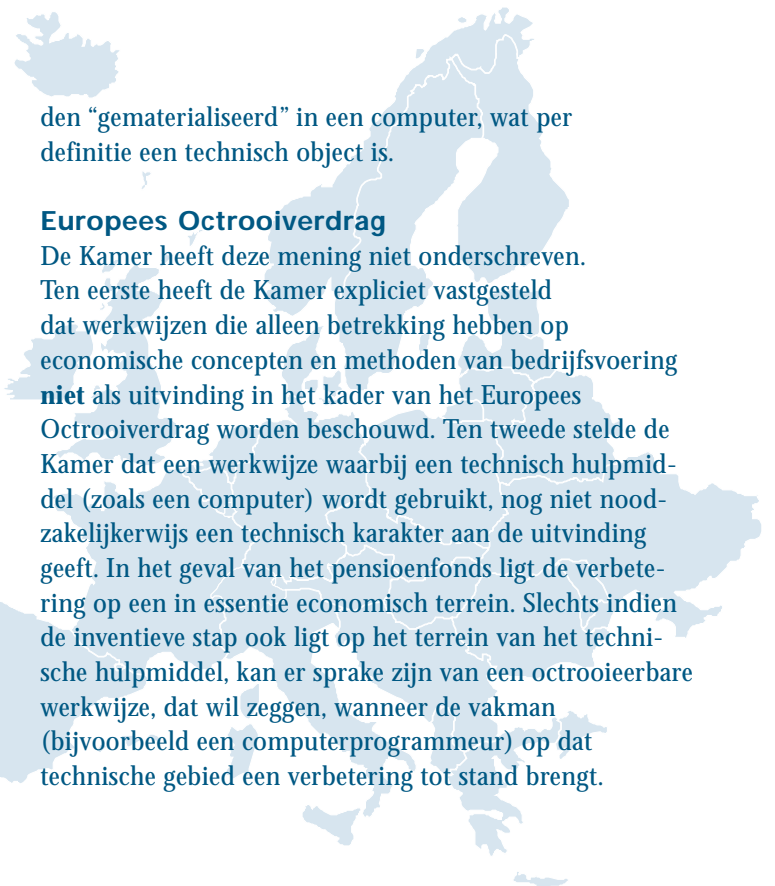 den “gematerialiseerd” in een computer, wat per
definitie een technisch object is.
Europees Octrooiverdrag
De Kamer heeft deze mening niet onderschreven.
Ten eerste heeft de Kamer expliciet vastgesteld
dat werkwijzen die alleen betrekking hebben op
economische concepten en methoden van bedrijfsvoering
niet als uitvinding in het kader van het Europees
Octrooiverdrag worden beschouwd. Ten tweede stelde de
Kamer dat een werkwijze waarbij een technisch hulpmid-
del (zoals een computer) wordt gebruikt, nog niet nood-
zakelijkerwijs een technisch karakter aan de uitvinding
geeft. In het geval van het pensioenfonds ligt de verbete-
ring op een in essentie economisch terrein. Slechts indien
de inventieve stap ook ligt op het terrein van het techni-
sche hulpmiddel, kan er sprake zijn van een octrooieerbare
werkwijze, dat wil zeggen, wanneer de vakman
(bijvoorbeeld een computerprogrammeur) op dat
technische gebied een verbetering tot stand brengt.